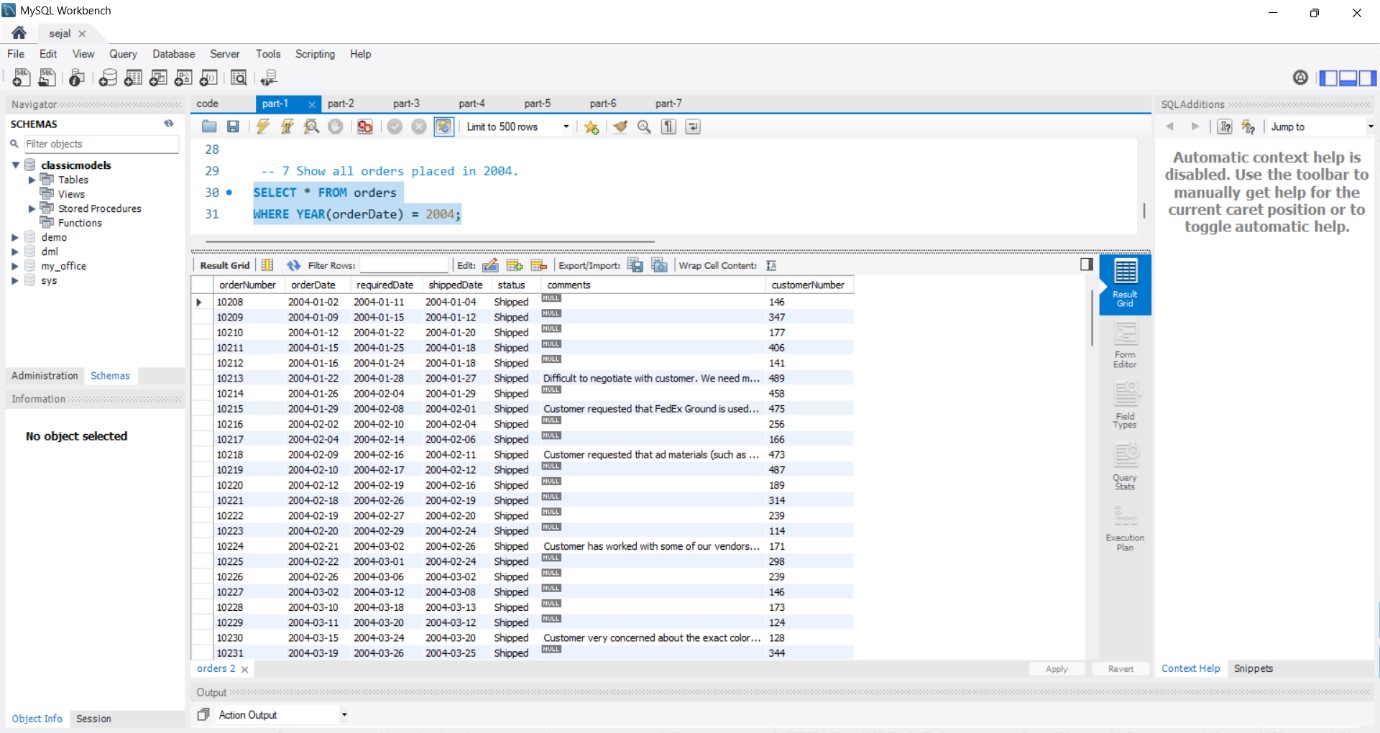 MySQL Workbench
sejal
File Edit View Query Database Server Tools Scripting Help
Navigator
SCHEMAS
Filter objects
classicmodels
Tables
Views
Stored Procedures
Functions
demo
dml
my_office
sys
Administration Schemas
Information
No object selected
Object Info Session
code part-1 part-2 part-3 part-4 part-5 part-6 part-7
Limit to 500 rows
28
29 -- 7 Show all orders placed in 2004.
30 SELECT * FROM orders
31 WHERE YEAR(orderDate) = 2004;
Result Grid Filter Rows: Edit: Export/Import: Wrap Cell Content:
orderNumber orderDate requiredDate shippedDate status comments customerNumber
10208 2004-01-02 2004-01-11 2004-01-04 Shipped NULL 146
10209 2004-01-09 2004-01-15 2004-01-12 Shipped NULL 347
10210 2004-01-12 2004-01-22 2004-01-20 Shipped NULL 177
10211 2004-01-15 2004-01-25 2004-01-18 Shipped NULL 406
10212 2004-01-16 2004-01-24 2004-01-18 Shipped NULL 141
10213 2004-01-22 2004-01-28 2004-01-27 Shipped Difficult to negotiate with customer. We need m... 489
10214 2004-01-26 2004-02-04 2004-01-29 Shipped NULL 458
10215 2004-01-29 2004-02-08 2004-02-01 Shipped Customer requested that FedEx Ground is used... 475
10216 2004-02-02 2004-02-10 2004-02-04 Shipped NULL 256
10217 2004-02-04 2004-02-14 2004-02-06 Shipped NULL 166
10218 2004-02-09 2004-02-16 2004-02-11 Shipped Customer requested that ad materials (such as ... 473
10219 2004-02-10 2004-02-17 2004-02-12 Shipped NULL 487
10220 2004-02-12 2004-02-19 2004-02-16 Shipped NULL 189
10221 2004-02-18 2004-02-26 2004-02-19 Shipped NULL 314
10222 2004-02-19 2004-02-27 2004-02-20 Shipped NULL 239
10223 2004-02-20 2004-02-29 2004-02-24 Shipped NULL 114
10224 2004-02-21 2004-03-02 2004-02-26 Shipped Customer has worked with some of our vendors... 171
10225 2004-02-22 2004-03-01 2004-02-24 Shipped NULL 298
10226 2004-02-26 2004-03-06 2004-03-02 Shipped NULL 239
10227 2004-03-02 2004-03-12 2004-03-08 Shipped NULL 146
10228 2004-03-10 2004-03-18 2004-03-13 Shipped NULL 173
10229 2004-03-11 2004-03-20 2004-03-12 Shipped NULL 124
10230 2004-03-15 2004-03-24 2004-03-20 Shipped Customer very concerned about the exact color... 128
10231 2004-03-19 2004-03-26 2004-03-25 Shipped NULL 344
Result
Grid
Form
Editor
Field
Types
Query
Stats
Execution
Plan
orders 2 Apply Revert
Output
Action Output
SQLAdditions
Jump to
Automatic context help is
disabled. Use the toolbar to
manually get help for the
current caret position or to
toggle automatic help.
Context Help Snippets